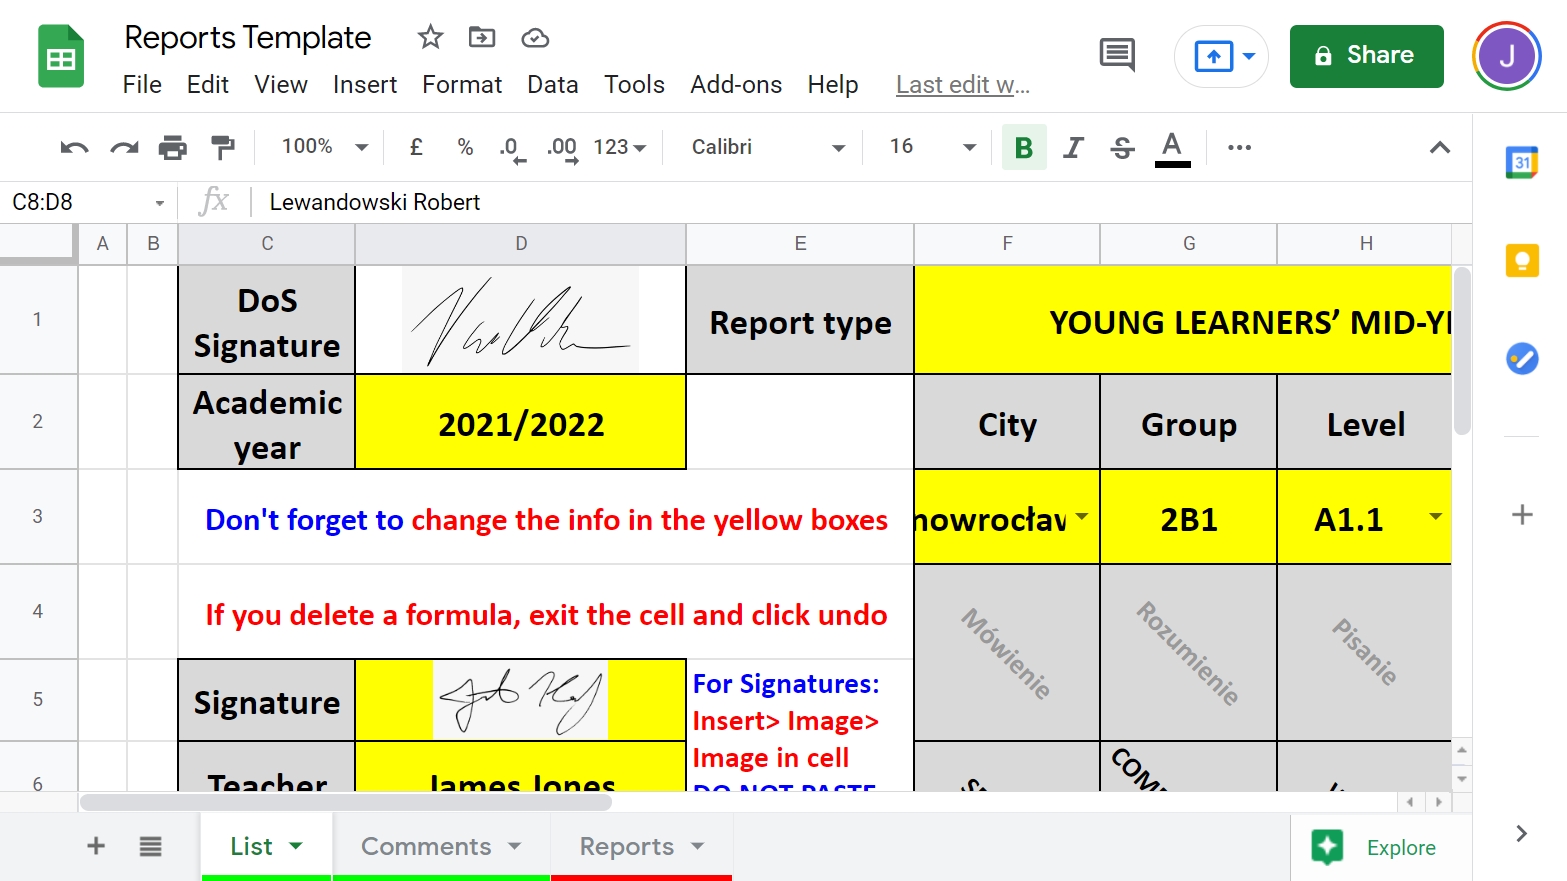 Reports Template
File Edit View Insert Format Data Tools Add-ons Help Last edit w...
J
Share
100% £ % .0 .00 123 Calibri 16 B I S A
31
C8:D8 fx Lewandowski Robert
A B C D E F G H
1
DoS
Signature
Report type
YOUNG LEARNERS’ MID-Y
2
Academic
year
2021/2022
City Group Level
3
Don't forget to change the info in the yellow boxes
nowrocław 2B1 A1.1
4
If you delete a formula, exit the cell and click undo
Mówienie Rozumienie Pisanie
5
Signature
For Signatures:
Insert> Image>
Image in cell
DO NOT PASTE
6
Teacher James Jones
COM
List Comments Reports
Explore